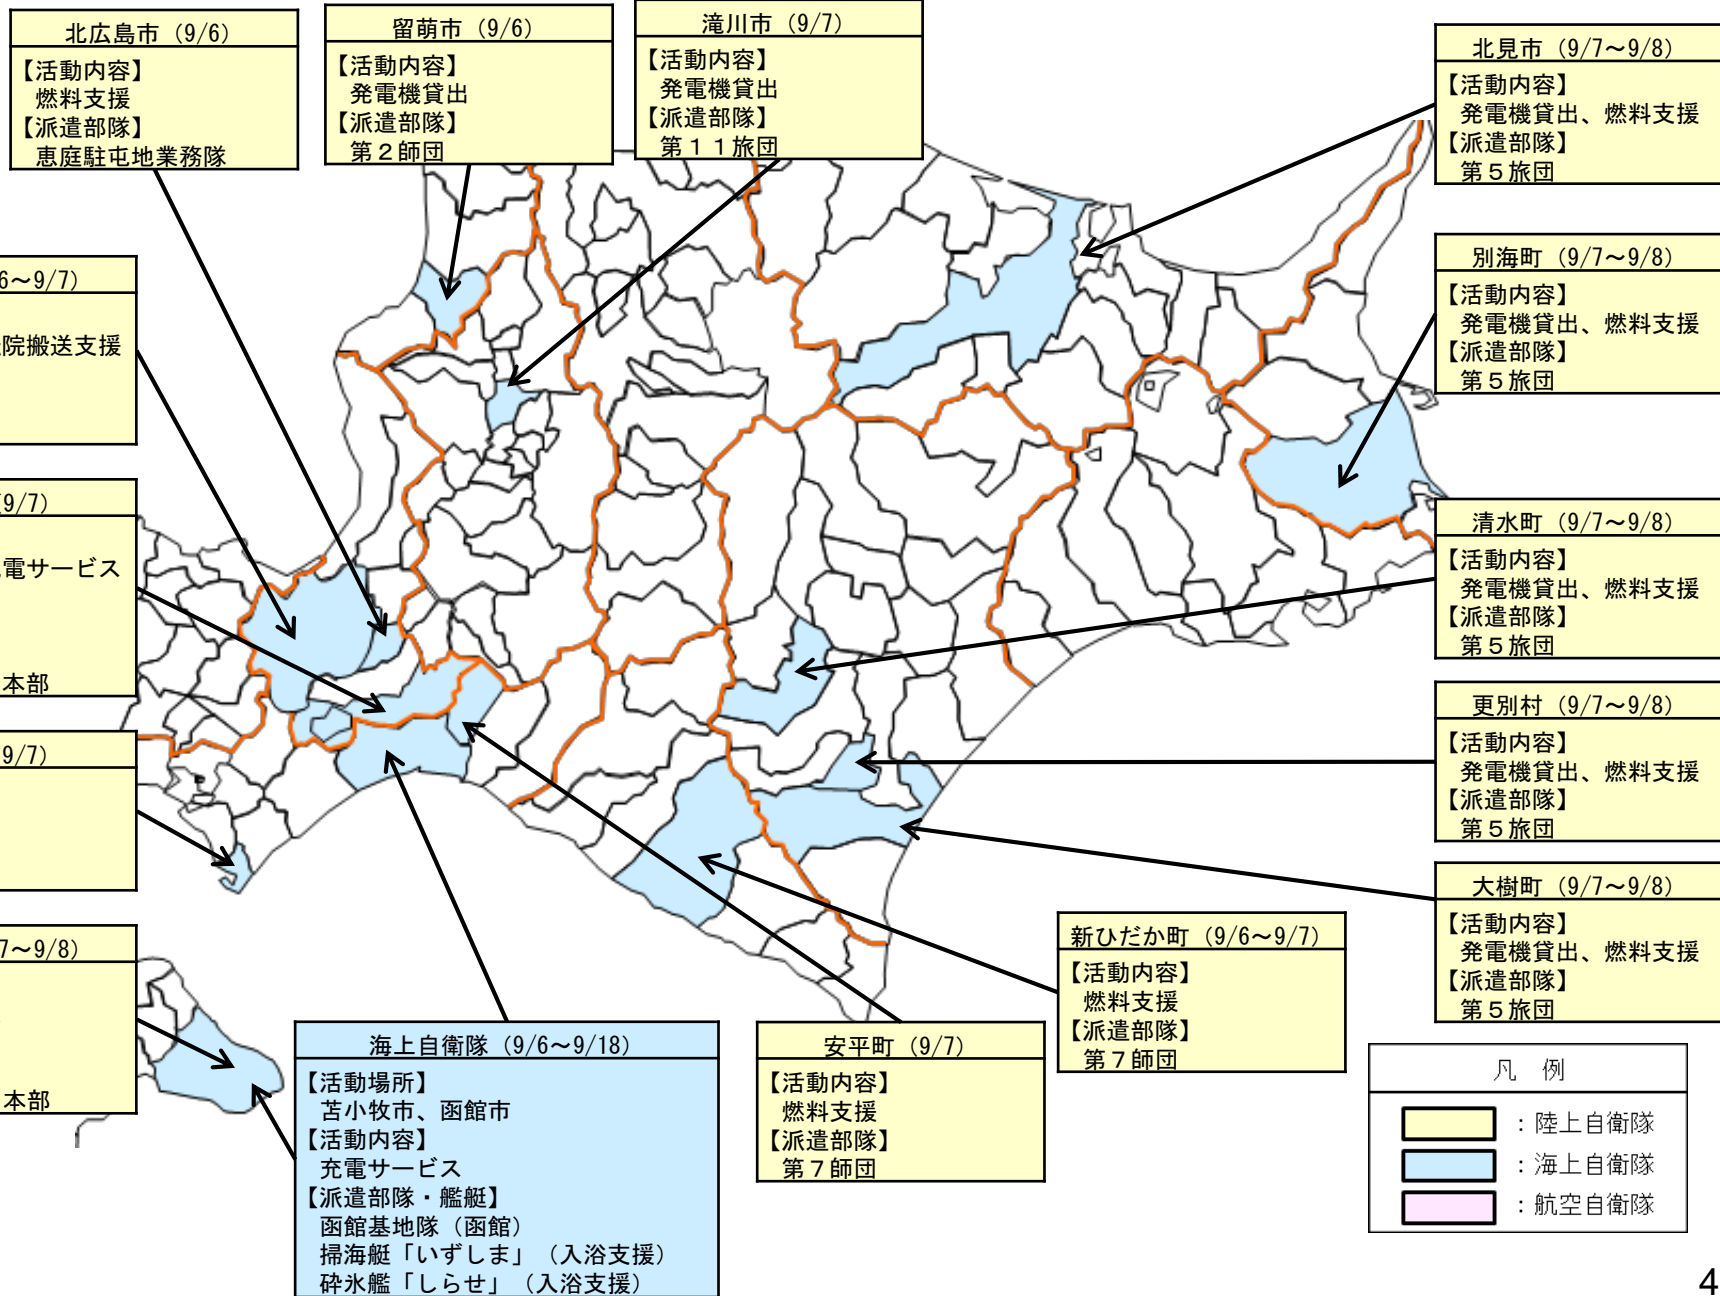 北広島市（9/6）
【活動内容】
燃料支援
【派遣部隊】
恵庭駐屯地業務隊
留萌市（9/6）
【活動内容】
発電機貸出
【派遣部隊】
第２師団
滝川市（9/7）
【活動内容】
発電機貸出
【派遣部隊】
第１１旅団
北見市（9/7～9/8）
【活動内容】
発電機貸出、燃料支援
【派遣部隊】
第５旅団
別海町（9/7～9/8）
【活動内容】
発電機貸出、燃料支援
【派遣部隊】
第５旅団
清水町（9/7～9/8）
【活動内容】
発電機貸出、燃料支援
【派遣部隊】
第５旅団
更別村（9/7～9/8）
【活動内容】
発電機貸出、燃料支援
【派遣部隊】
第５旅団
大樹町（9/7～9/8）
【活動内容】
発電機貸出、燃料支援
【派遣部隊】
第５旅団
6～9/7）
院搬送支援
9/7）
電サービス
本部
9/7）
7～9/8）
本部
海上自衛隊（9/6～9/18）
【活動場所】
苫小牧市、函館市
【活動内容】
充電サービス
【派遣部隊・艦艇】
函館基地隊（函館）
掃海艇「いずしま」（入浴支援）
砕氷艦「しらせ」（入浴支援）
安平町（9/7）
【活動内容】
燃料支援
【派遣部隊】
第７師団
新ひだか町（9/6～9/7）
【活動内容】
燃料支援
【派遣部隊】
第７師団
凡　例
：陸上自衛隊
：海上自衛隊
：航空自衛隊
4